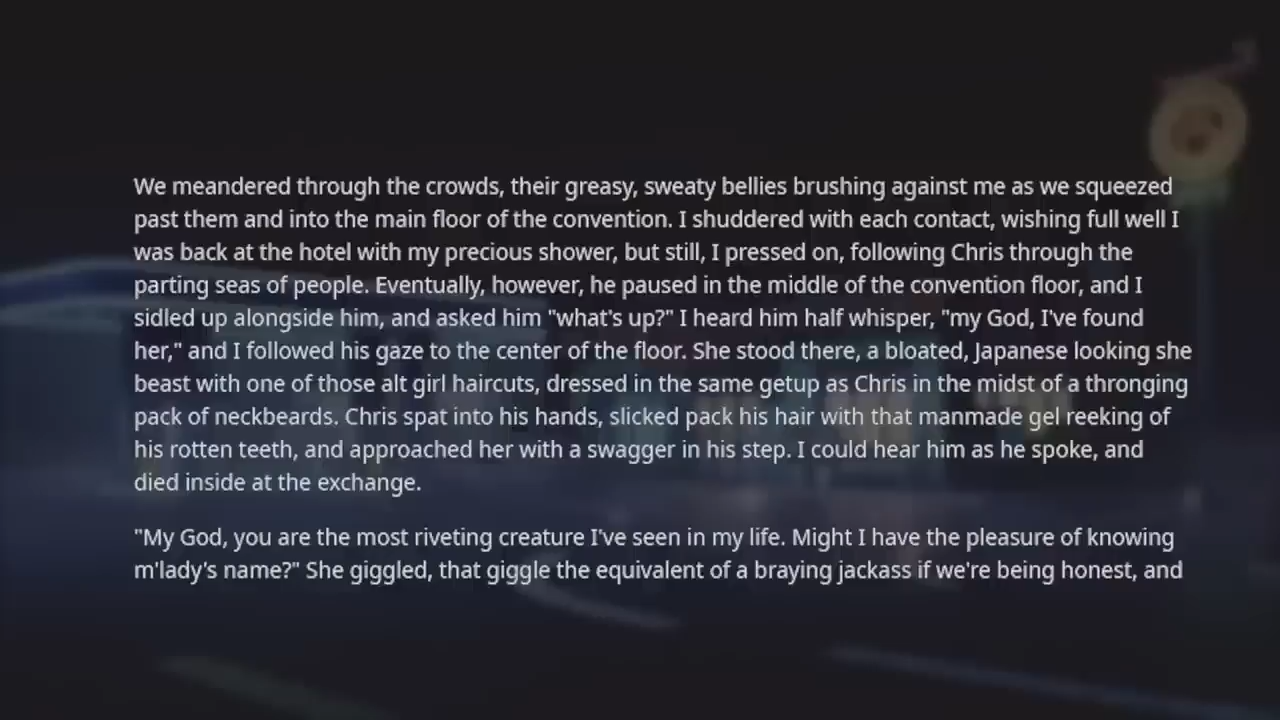 We meandered through the crowds, their greasy, sweaty bellies brushing against me as we squeezed
past them and into the main floor of the convention. I shuddered with each contact, wishing full well I
was back at the hotel with my precious shower, but still, I pressed on, following Chris through the
parting seas of people. Eventually, however, he paused in the middle of the convention floor, and I
sidled up alongside him, and asked him "what's up?" I heard him half whisper, "my God, I've found
her," and I followed his gaze to the center of the floor. She stood there, a bloated, Japanese looking she
beast with one of those alt girl haircuts, dressed in the same getup as Chris in the midst of a thronging
pack of neckbeards. Chris spat into his hands, slicked pack his hair with that manmade gel reeking of
his rotten teeth, and approached her with a swagger in his step. I could hear him as he spoke, and
died inside at the exchange.
"My God, you are the most riveting creature I've seen in my life. Might I have the pleasure of knowing
m'lady's name?" She giggled, that giggle the equivalent of a braying jackass if we're being honest, and